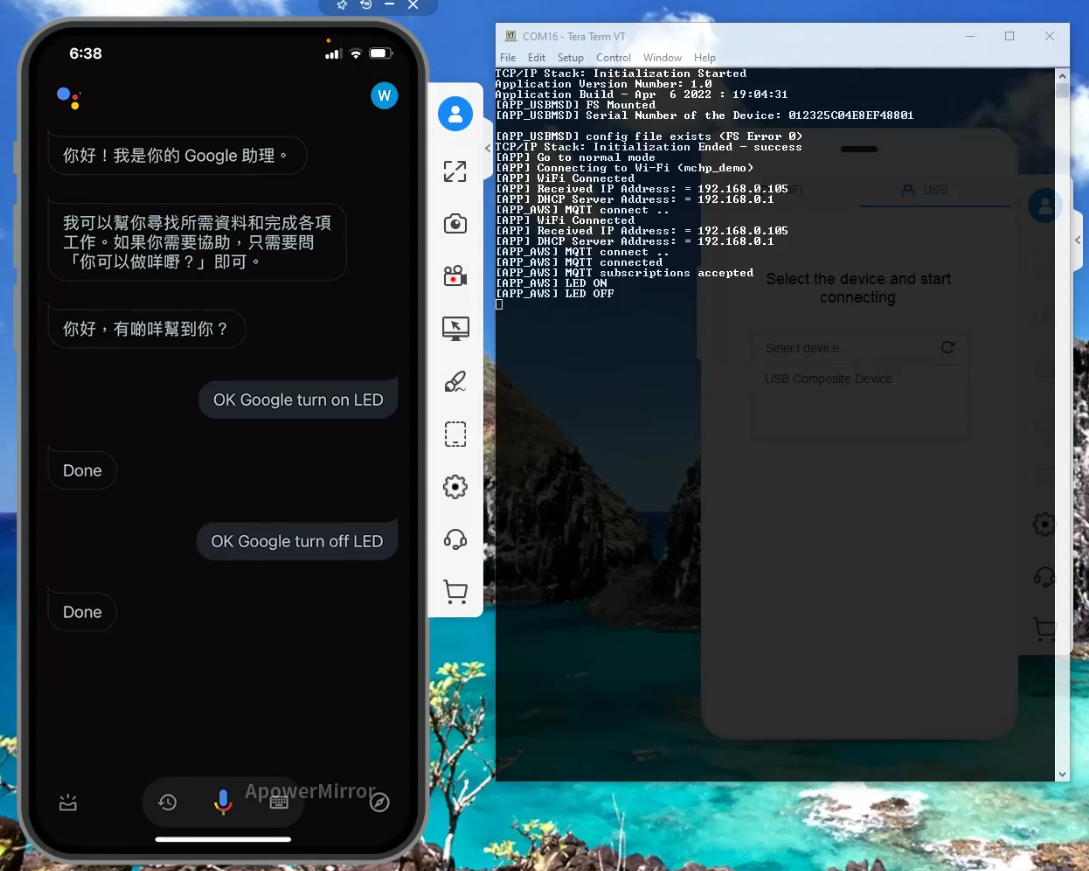 6:38
W
你好！我是你的 Google 助理。
我可以幫你尋找所需資料和完成各項
工作。如果你需要協助，只需要問
「你可以做咩嘢？」即可。
你好，有啲咩幫到你？
OK Google turn on LED
Done
OK Google turn off LED
Done
ApowerMirror
COM16 - Tera Term VT
File Edit Setup Control Window Help
TCP/IP Stack: Initialization Started
Application Version Number: 1.0
Application Build - Apr  6 2022 : 19:04:31
[APP_USBMSD] FS Mounted
[APP_USBMSD] Serial Number of the Device: 012325C04E8EF48801
[APP_USBMSD] config file exists (FS Error 0)
TCP/IP Stack: Initialization Ended - success
[APP] Go to normal mode
[APP] Connecting to Wi-Fi (mchp_demo)
[APP] WiFi Connected
[APP] Received IP Address: = 192.168.0.105
[APP] DHCP Server Address: = 192.168.0.1
[APP_AWS] MQTT connect ..
[APP] WiFi Connected
[APP] Received IP Address: = 192.168.0.105
[APP] DHCP Server Address: = 192.168.0.1
[APP_AWS] MQTT connect ..
[APP_AWS] MQTT connected
[APP_AWS] MQTT subscriptions accepted
[APP_AWS] LED ON
[APP_AWS] LED OFF
USB
Select the device and start
connecting
Select device
USB Composite Device